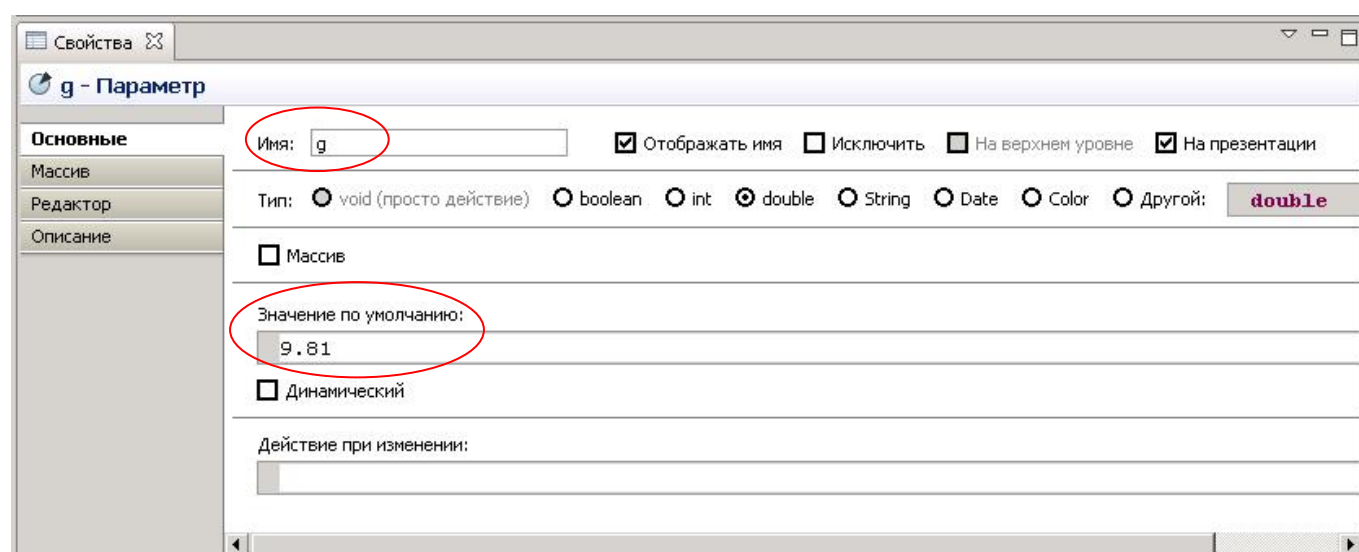 Свойства
g - Параметр
Основные
Массив
Редактор
Описание
Имя: g Отображать имя Исключить На верхнем уровне На презентации
Тип: void (просто действие) boolean int double String Date Color Другой: double
Массив
Значение по умолчанию:
9.81
Динамический
Действие при изменении: